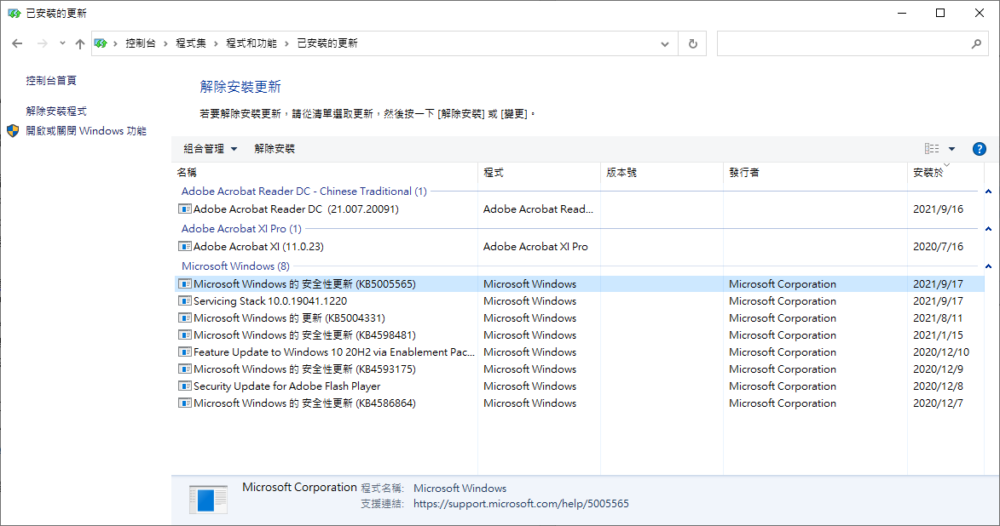 已安裝的更新
控制台 › 程式集 › 程式和功能 › 已安裝的更新
控制台首頁
解除安裝程式
開啟或關閉 Windows 功能
解除安裝更新
若要解除安裝更新，請從清單選取更新，然後按一下 [解除安裝] 或 [變更]。
組合管理 解除安裝
名稱 程式 版本號 發行者 安裝於
Adobe Acrobat Reader DC - Chinese Traditional (1)
Adobe Acrobat Reader DC (21.007.20091) Adobe Acrobat Read... 2021/9/16
Adobe Acrobat XI Pro (1)
Adobe Acrobat XI (11.0.23) Adobe Acrobat XI Pro 2020/7/16
Microsoft Windows (8)
Microsoft Windows 的 安全性更新 (KB5005565) Microsoft Windows Microsoft Corporation 2021/9/17
Servicing Stack 10.0.19041.1220 Microsoft Windows Microsoft Corporation 2021/9/17
Microsoft Windows 的 更新 (KB5004331) Microsoft Windows Microsoft Corporation 2021/8/11
Microsoft Windows 的 安全性更新 (KB4598481) Microsoft Windows Microsoft Corporation 2021/1/15
Feature Update to Windows 10 20H2 via Enablement Pac... Microsoft Windows Microsoft Corporation 2020/12/10
Microsoft Windows 的 安全性更新 (KB4593175) Microsoft Windows Microsoft Corporation 2020/12/9
Security Update for Adobe Flash Player Microsoft Windows Microsoft Corporation 2020/12/8
Microsoft Windows 的 安全性更新 (KB4586864) Microsoft Windows Microsoft Corporation 2020/12/7
Microsoft Corporation 程式名稱: Microsoft Windows
支援連結: https://support.microsoft.com/help/5005565